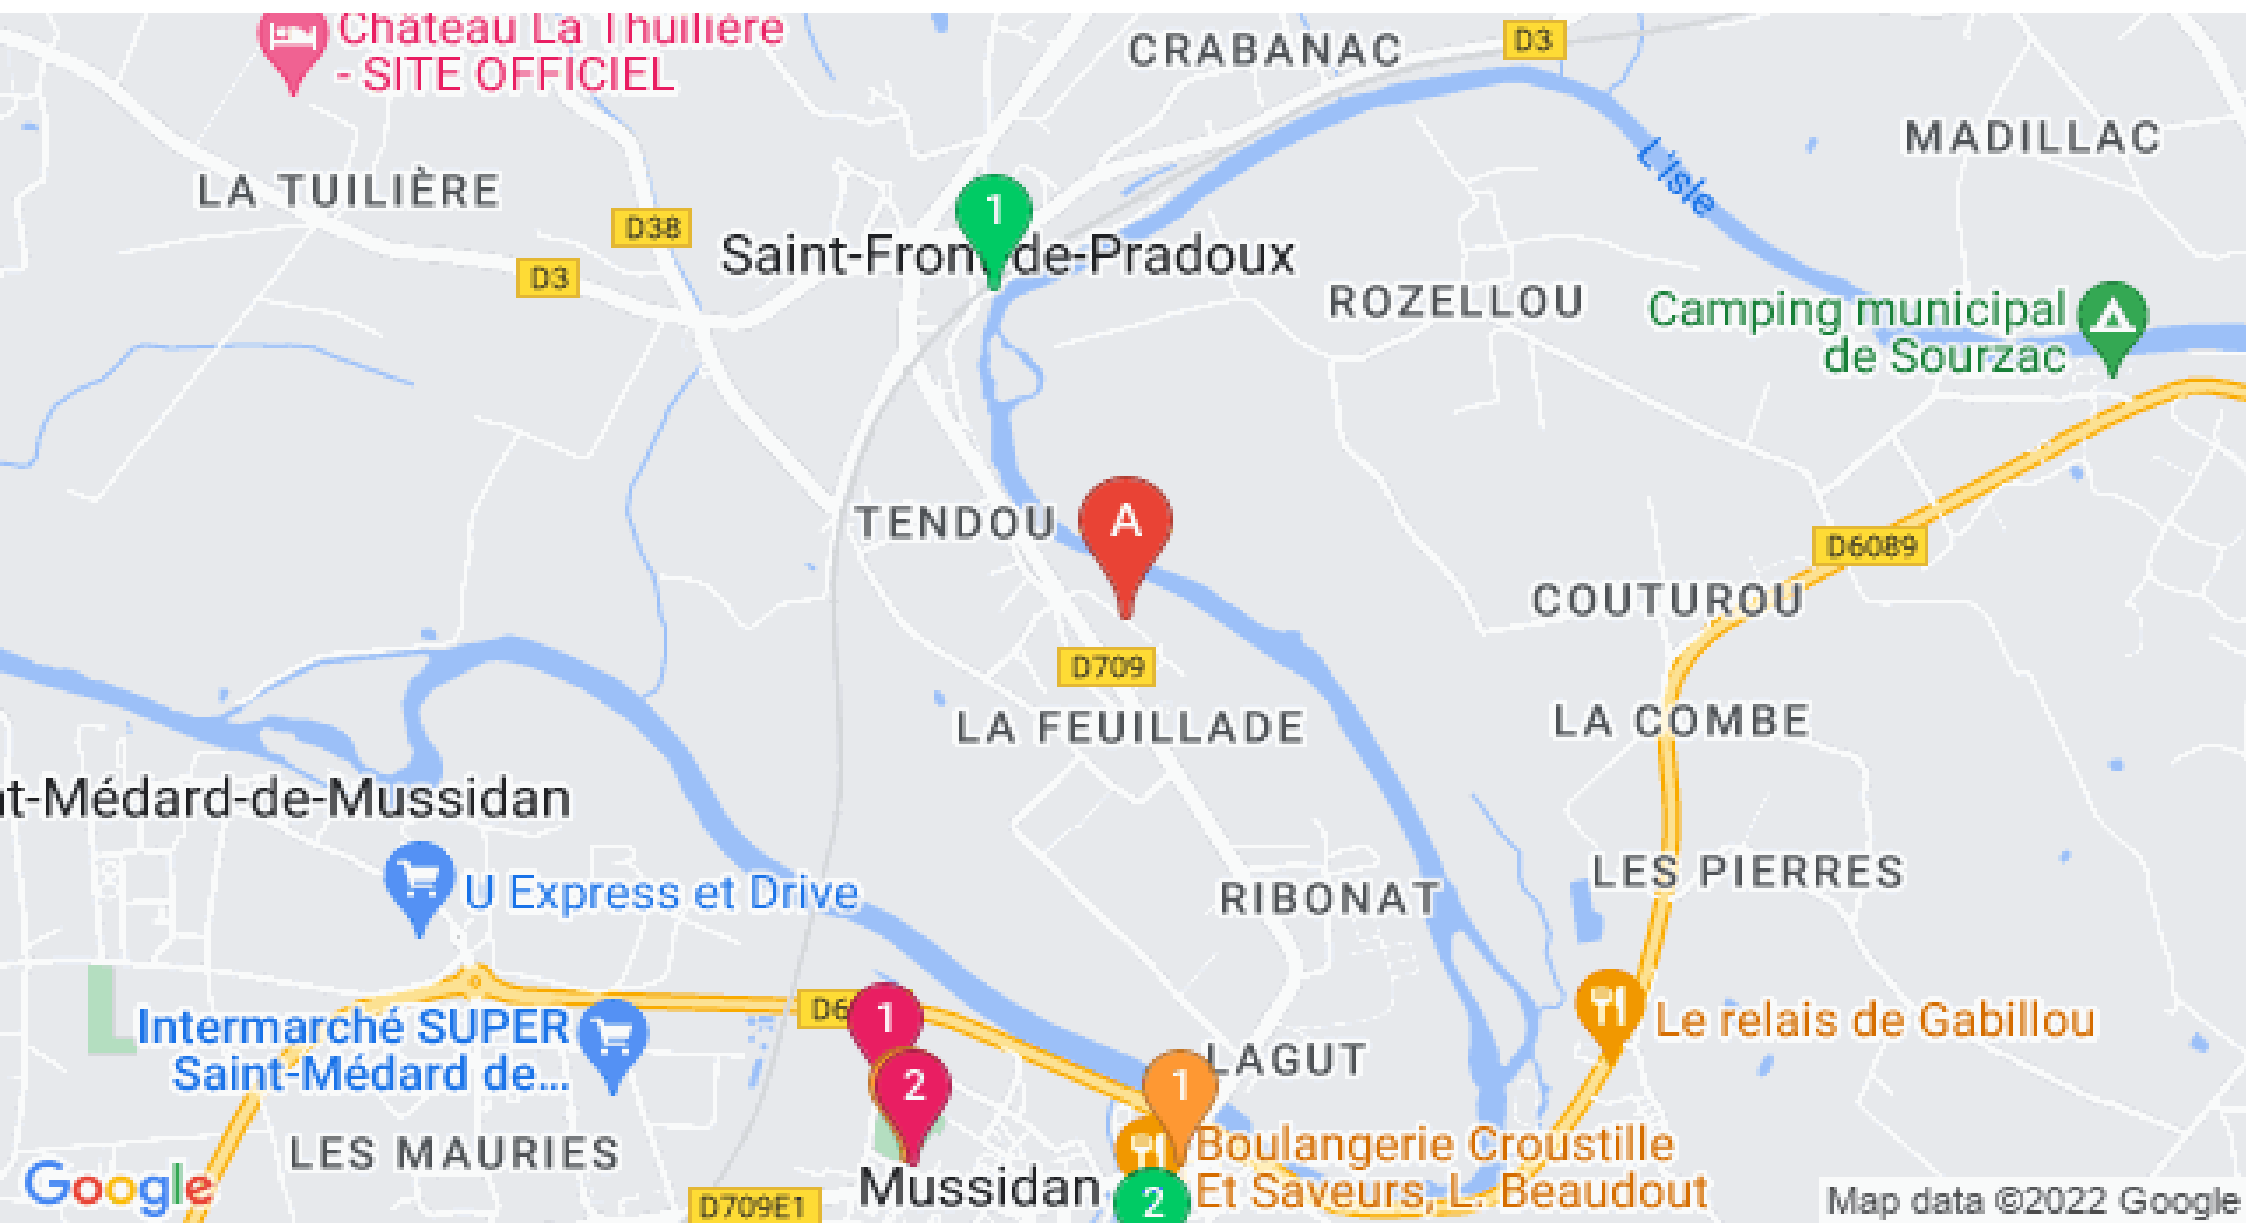 Château La Thuilière
- SITE OFFICIEL
CRABANAC
D3
MADILLAC
L'Isle
LA TUILIÈRE
D38
1
Saint-Front-de-Pradoux
D3
ROZELLOU
Camping municipal
de Sourzac
TENDOU
A
D6089
COUTUROU
D709
LA FEUILLADE
LA COMBE
nt-Médard-de-Mussidan
U Express et Drive
LES PIERRES
RIBONAT
D6
1
Intermarché SUPER
Saint-Médard de...
Le relais de Gabillou
LAGUT
2
1
LES MAURIES
Boulangerie Croustille
Et Saveurs, L. Beaudout
Mussidan
2
Google
D709E1
Map data ©2022 Google